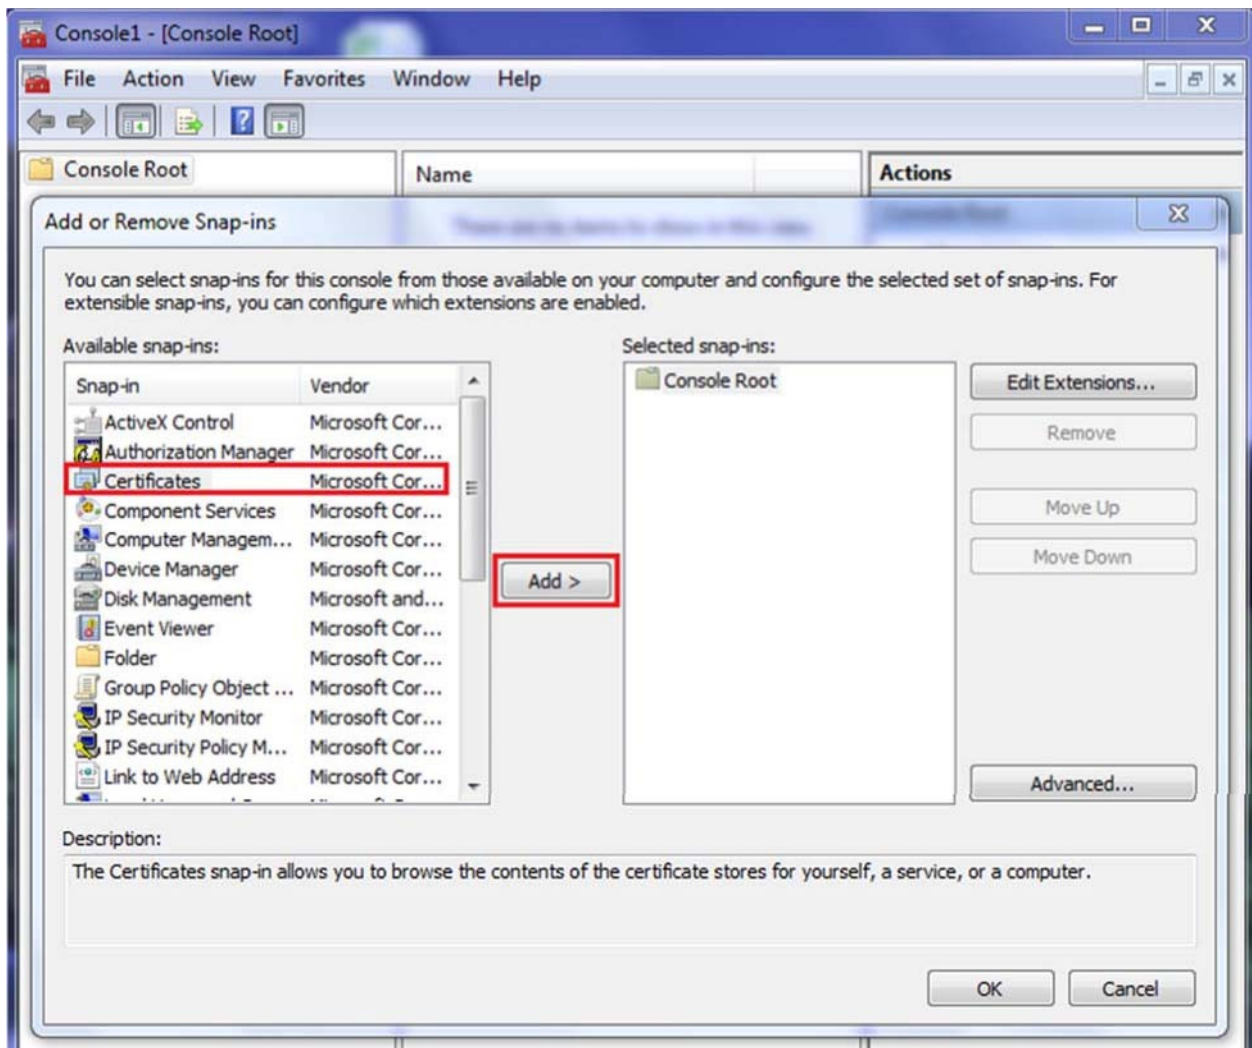 Console1 - [Console Root]
File Action View Favorites Window Help
Console Root
Name
Actions
Add or Remove Snap-ins
You can select snap-ins for this console from those available on your computer and configure the selected set of snap-ins. For
extensible snap-ins, you can configure which extensions are enabled.
Available snap-ins:
Selected snap-ins:
Snap-in Vendor
ActiveX Control Microsoft Cor...
Authorization Manager Microsoft Cor...
Certificates Microsoft Cor...
Component Services Microsoft Cor...
Computer Managem... Microsoft Cor...
Device Manager Microsoft Cor...
Disk Management Microsoft and...
Event Viewer Microsoft Cor...
Folder Microsoft Cor...
Group Policy Object ... Microsoft Cor...
IP Security Monitor Microsoft Cor...
IP Security Policy M... Microsoft Cor...
Link to Web Address Microsoft Cor...
Add >
Console Root
Edit Extensions...
Remove
Move Up
Move Down
Advanced...
Description:
The Certificates snap-in allows you to browse the contents of the certificate stores for yourself, a service, or a computer.
OK
Cancel